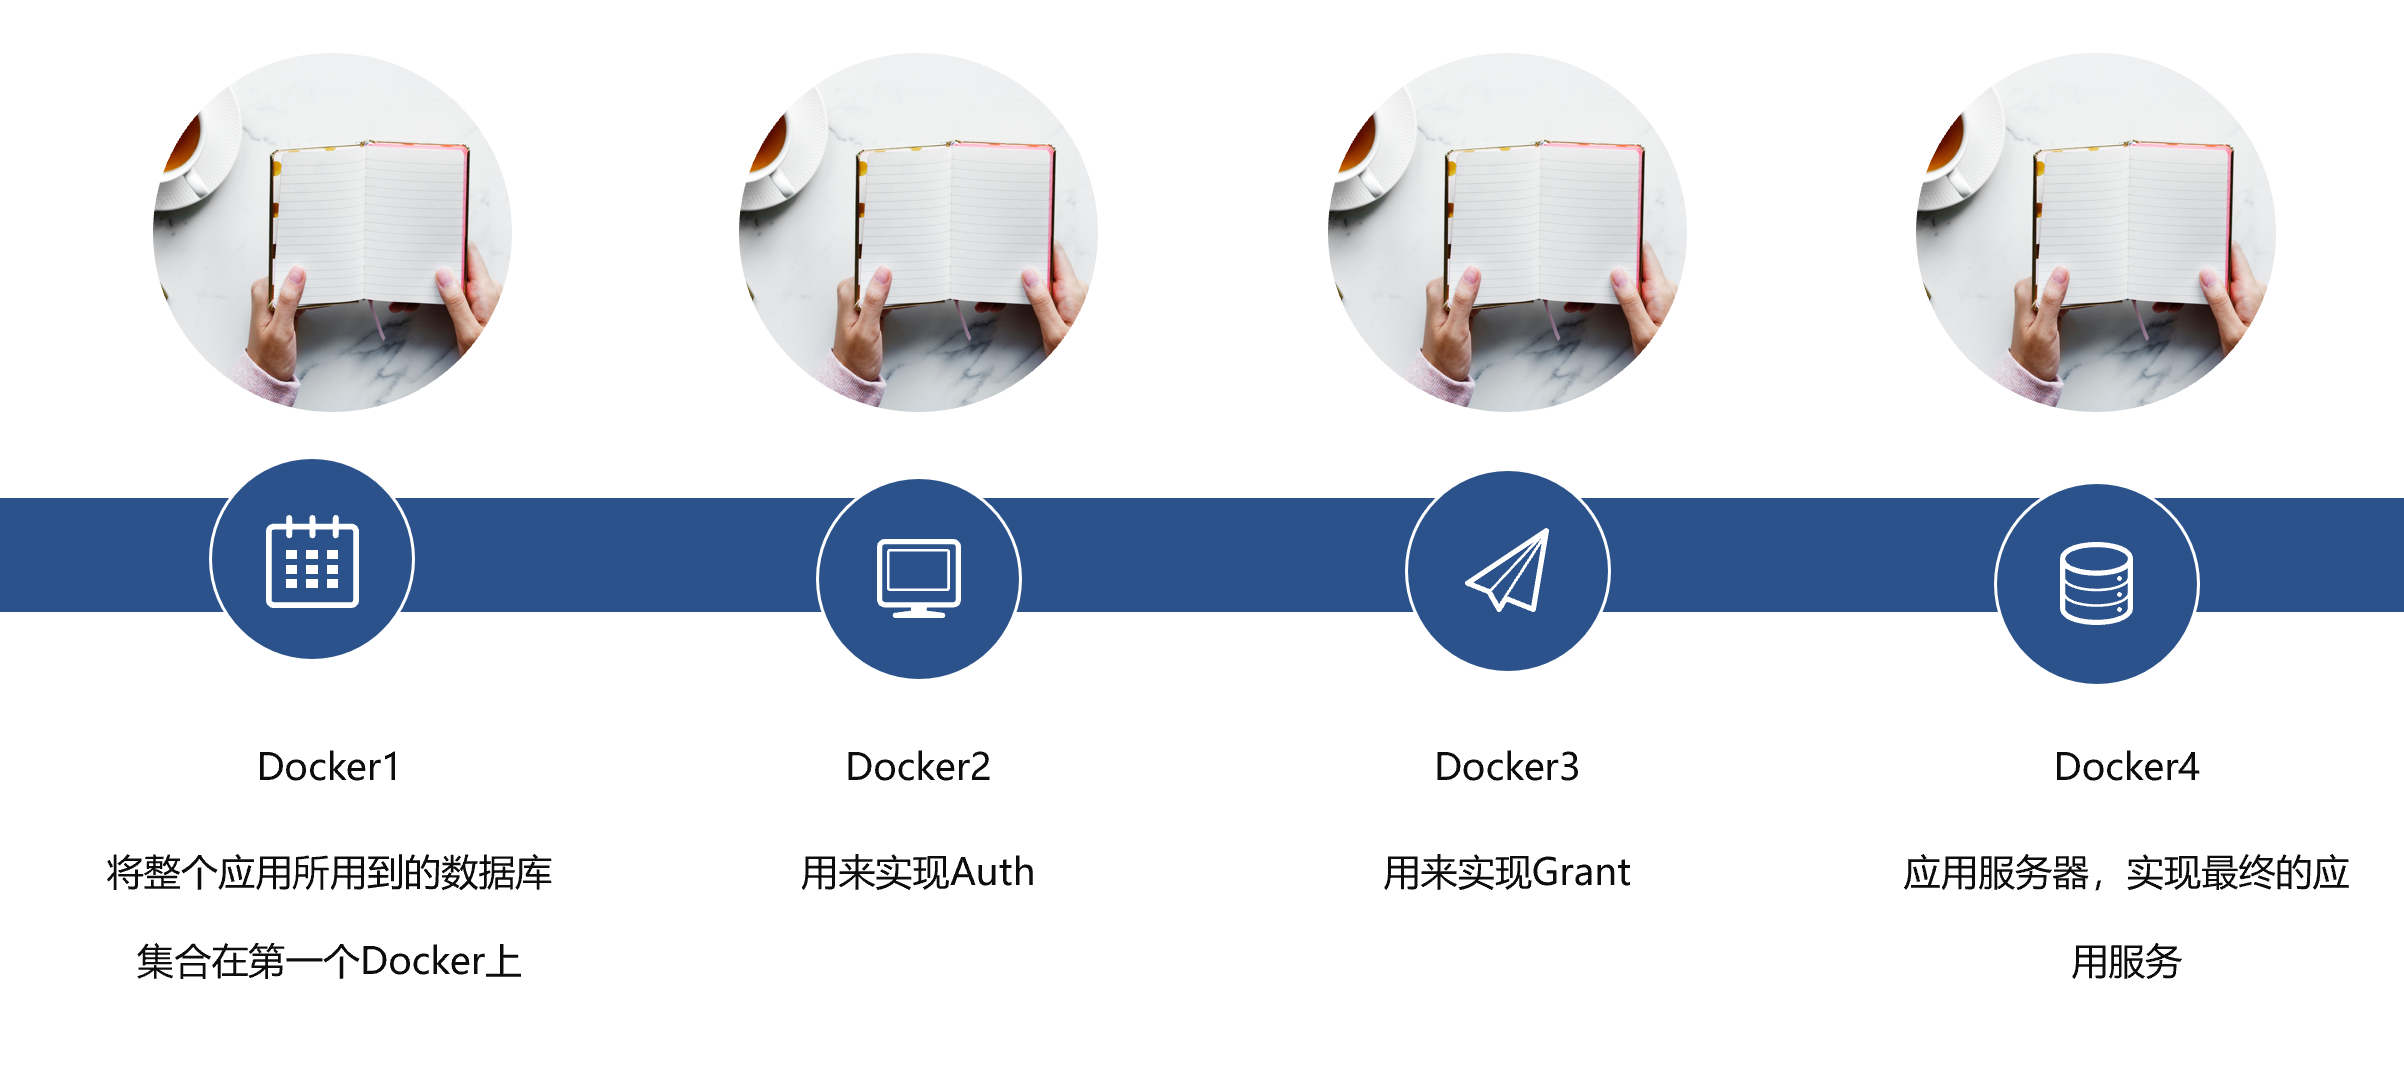 Docker1
将整个应用所用到的数据库
集合在第一个Docker上
Docker2
用来实现Auth
Docker3
用来实现Grant
Docker4
应用服务器，实现最终的应
用服务